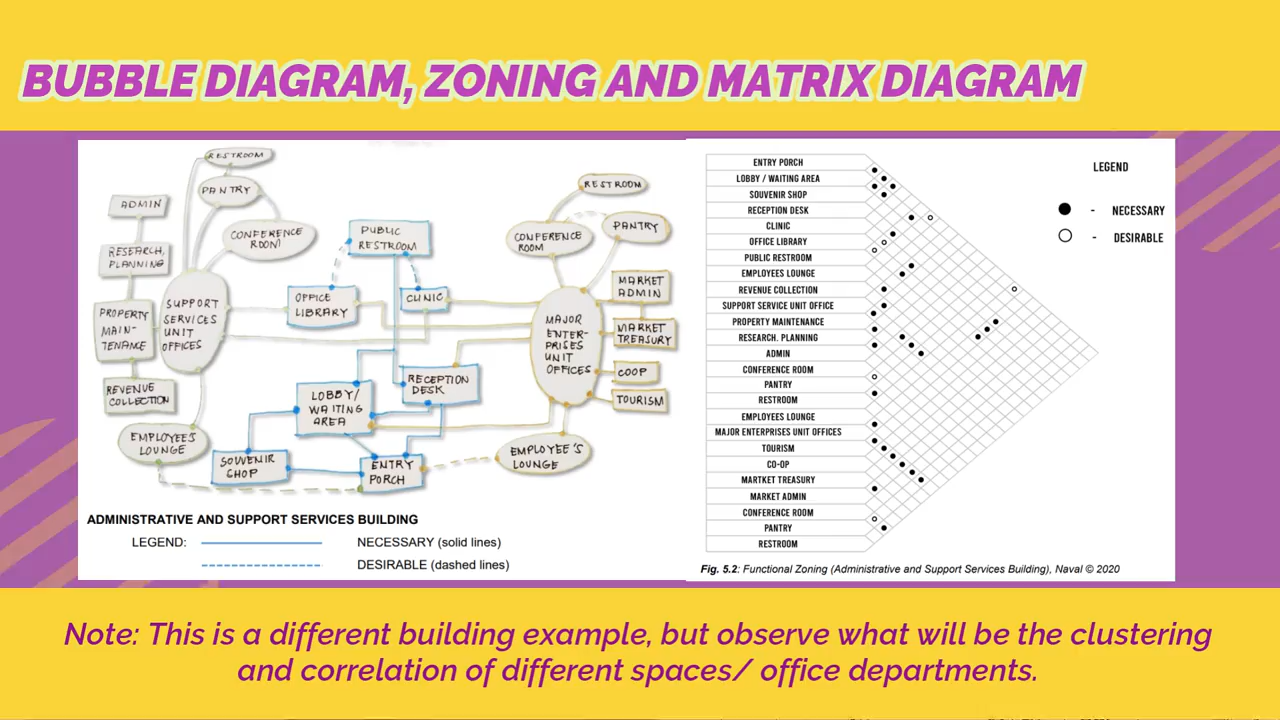 BUBBLE DIAGRAM, ZONING AND MATRIX DIAGRAM
RESTROOM
PANTRY
CONFERENCE
ROOM
ADMIN
RESEARCH,
PLANNING
PROPERTY
MAIN-
TENANCE
REVENUE
COLLECTION
SUPPORT
SERVICES
UNIT
OFFICES
EMPLOYEES
LOUNGE
PUBLIC
RESTROOM
OFFICE
LIBRARY
CLINIC
LOBBY/
WAITING
AREA
RECEPTION
DESK
SOUVENIR
SHOP
ENTRY
PORCH
RESTROOM
CONFERENCE
ROOM
PANTRY
MAJOR
ENTER-
PRISES
UNIT
OFFICES
MARKET
ADMIN
MARKET
TREASURY
COOP
TOURISM
EMPLOYEE'S
LOUNGE
ADMINISTRATIVE AND SUPPORT SERVICES BUILDING
LEGEND:
NECESSARY (solid lines)
DESIRABLE (dashed lines)
ENTRY PORCH
LOBBY / WAITING AREA
SOUVENIR SHOP
RECEPTION DESK
CLINIC
OFFICE LIBRARY
PUBLIC RESTROOM
EMPLOYEES LOUNGE
REVENUE COLLECTION
SUPPORT SERVICE UNIT OFFICE
PROPERTY MAINTENANCE
RESEARCH. PLANNING
ADMIN
CONFERENCE ROOM
PANTRY
RESTROOM
EMPLOYEES LOUNGE
MAJOR ENTERPRISES UNIT OFFICES
TOURISM
CO-OP
MARTKET TREASURY
MARKET ADMIN
CONFERENCE ROOM
PANTRY
RESTROOM
LEGEND
- NECESSARY
- DESIRABLE
Fig. 5.2: Functional Zoning (Administrative and Support Services Building), Naval © 2020
Note: This is a different building example, but observe what will be the clustering
and correlation of different spaces/ office departments.